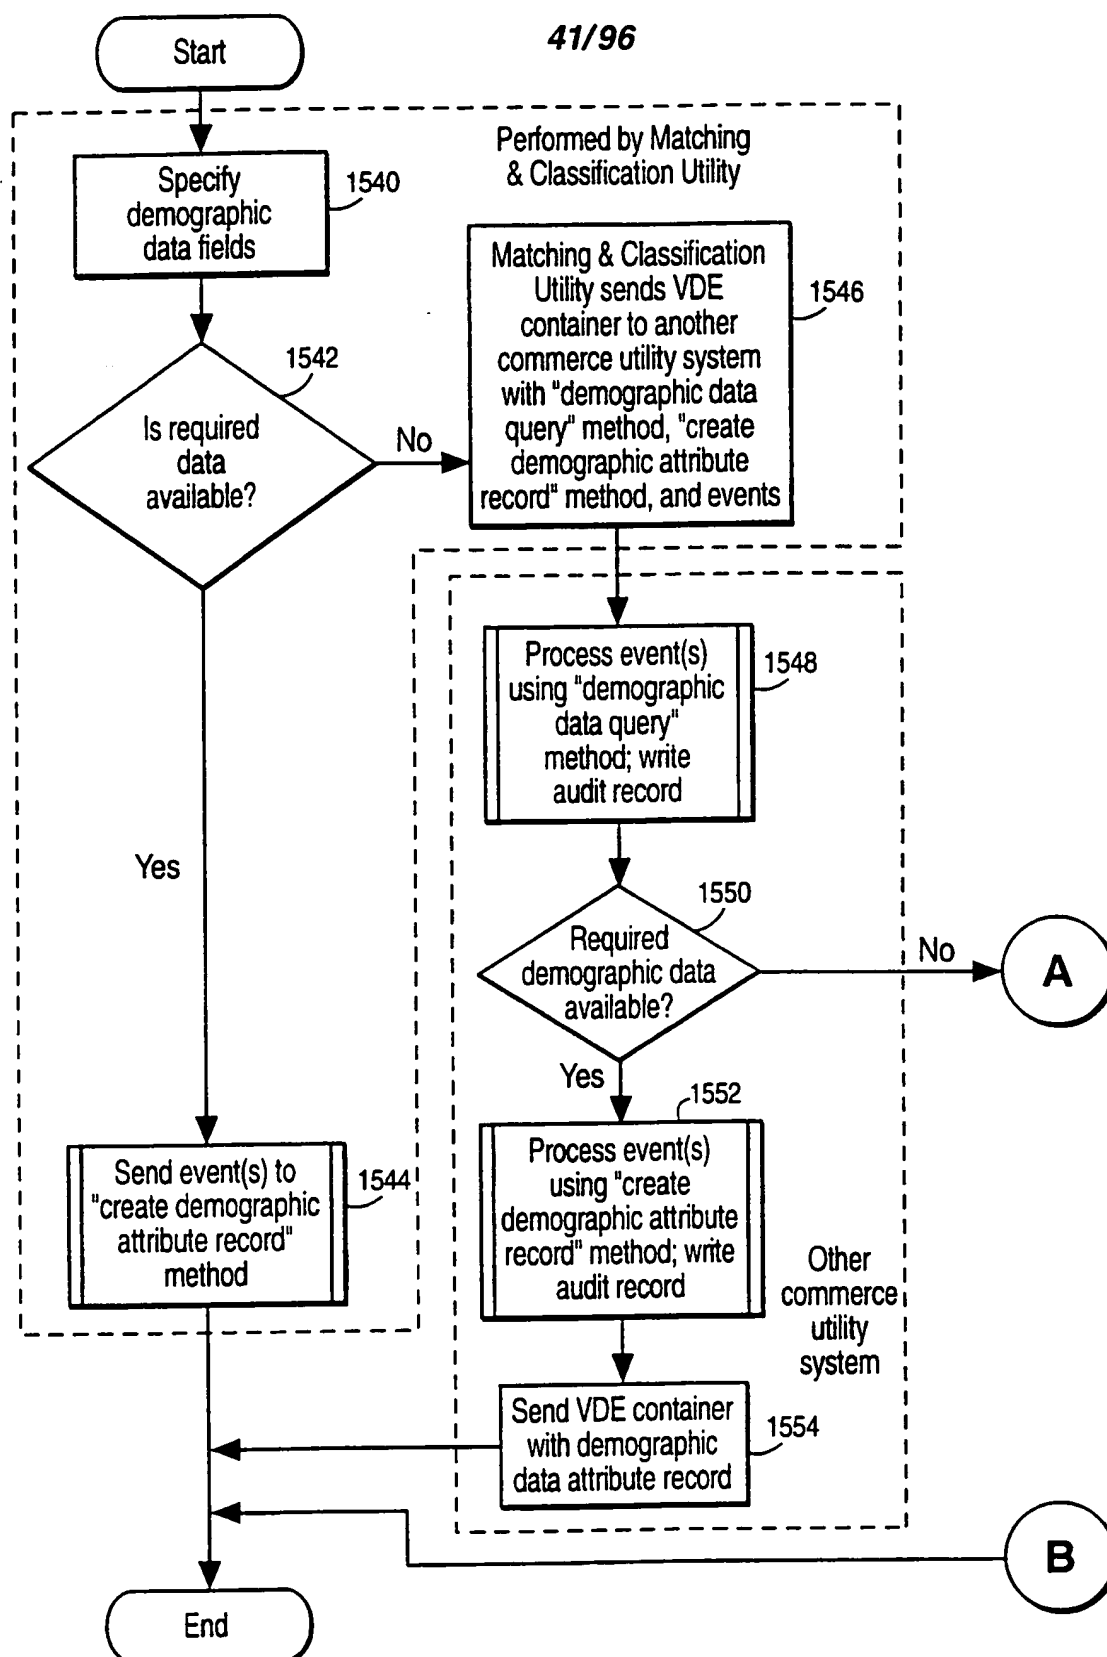 41/96
Start
Performed by Matching
& Classification Utility
Specify
demographic
data fields
1540
Matching & Classification
Utility sends VDE
container to another
commerce utility system
with "demographic data
query" method, "create
demographic attribute
record" method, and events
1546
1542
Is required
data
available?
No
Process event(s)
using "demographic
data query"
method; write
audit record
1548
Yes
1550
Required
demographic data
available?
No
A
Yes
1552
Send event(s) to
"create demographic
attribute record"
method
1544
Process event(s)
using "create
demographic attribute
record" method; write
audit record
Other
commerce
utility
system
Send VDE container
with demographic
data attribute record
1554
B
End